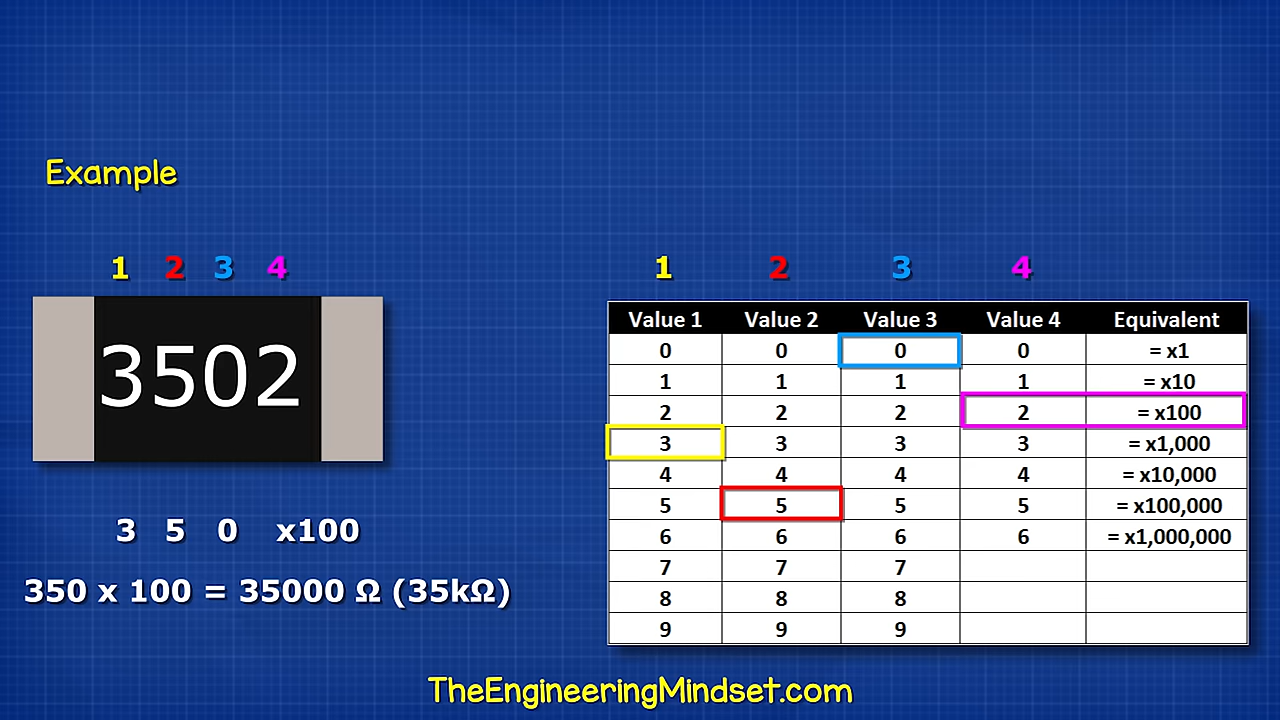 Example
1 2 3 4
3502
3 5 0 x100
350 x 100 = 35000 Ω (35kΩ)
1 2 3 4
Value 1 Value 2 Value 3 Value 4 Equivalent
0 0 0 0 = x1
1 1 1 1 = x10
2 2 2 2 = x100
3 3 3 3 = x1,000
4 4 4 4 = x10,000
5 5 5 5 = x100,000
6 6 6 6 = x1,000,000
7 7 7
8 8 8
9 9 9
TheEngineeringMindset.com